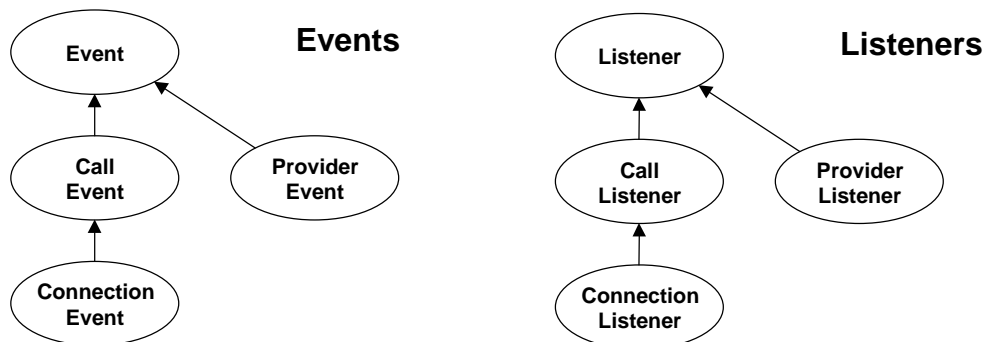 Events
Event
Call
Event
Provider
Event
Connection
Event
Listeners
Listener
Call
Listener
Provider
Listener
Connection
Listener